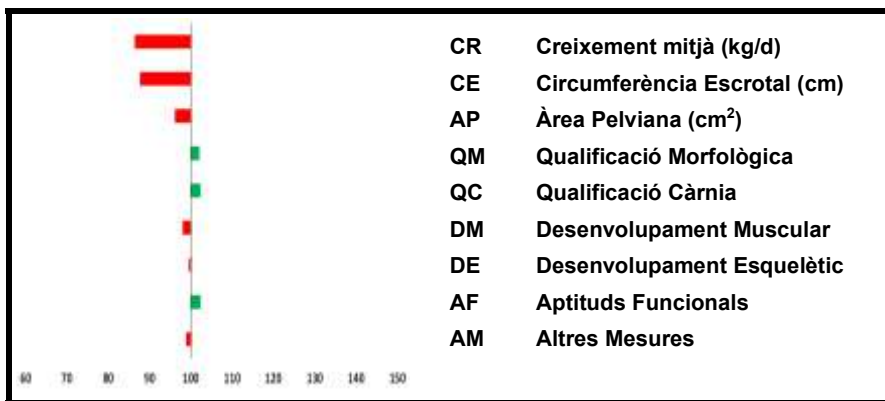 CR Creixement mitjà (kg/d)
CE Circumferència Escrotal (cm)
AP Àrea Pelviana (cm²)
QM Qualificació Morfològica
QC Qualificació Càrnia
DM Desenvolupament Muscular
DE Desenvolupament Esquelètic
AF Aptituds Funcionals
AM Altres Mesures
60 70 80 90 100 110 120 130 140 150